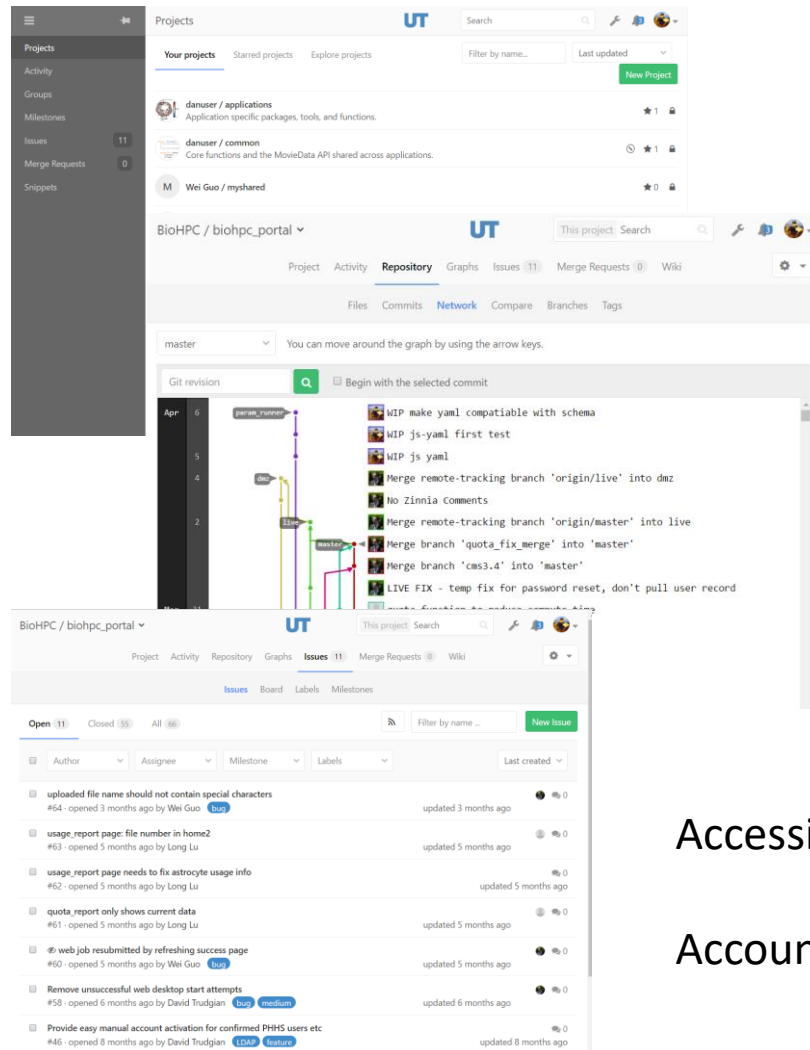 Projects
UT
Search
Projects
Activity
Groups
Milestones
Issues 11
Merge Requests 0
Snippets
Your projects Starred projects Explore projects
Filter by name... Last updated
New Project
danuser / applications
Application specific packages, tools, and functions.
1
danuser / common
Core functions and the MovieData API shared across applications.
1
M Wei Guo / myshared
0
BioHPC / biohpc_portal
UT
This project Search
3
Project Activity Repository Graphs Issues 11 Merge Requests 0 Wiki
Files Commits Network Compare Branches Tags
master You can move around the graph by using the arrow keys.
Git revision Begin with the selected commit
Apr 6 param_runner WIP make yaml compatiable with schema
WIP js-yaml first test
5 WIP js yaml
4 dmz Merge remote-tracking branch 'origin/live' into dmz
No Zinnia Comments
2 live Merge remote-tracking branch 'origin/master' into live
master Merge branch 'quota_fix_merge' into 'master'
Merge branch 'cms3.4' into 'master'
LIVE FIX - temp fix for password reset, don't pull user record
BioHPC / biohpc_portal
UT
This project Search
3
Project Activity Repository Graphs Issues 11 Merge Requests 0 Wiki
Issues Board Labels Milestones
Open 11 Closed 55 All 66
Filter by name ... New Issue
Author Assignee Milestone Labels Last created
uploaded file name should not contain special characters 0
#64 · opened 3 months ago by Wei Guo bug updated 3 months ago
usage_report page: file number in home2 0
#63 · opened 5 months ago by Long Lu updated 5 months ago
usage_report page needs to fix astrocyte usage info 0
#62 · opened 5 months ago by Long Lu updated 5 months ago
quota_report only shows current data 0
#61 · opened 5 months ago by Long Lu updated 5 months ago
web job resubmitted by refreshing success page 0
#60 · opened 5 months ago by Wei Guo bug updated 5 months ago
Remove unsuccessful web desktop start attempts 0
#58 · opened 6 months ago by David Trudgian bug medium updated 6 months ago
Provide easy manual account activation for confirmed PHHS users etc 0
#46 · opened 8 months ago by David Trudgian LDAP feature updated 8 months ago